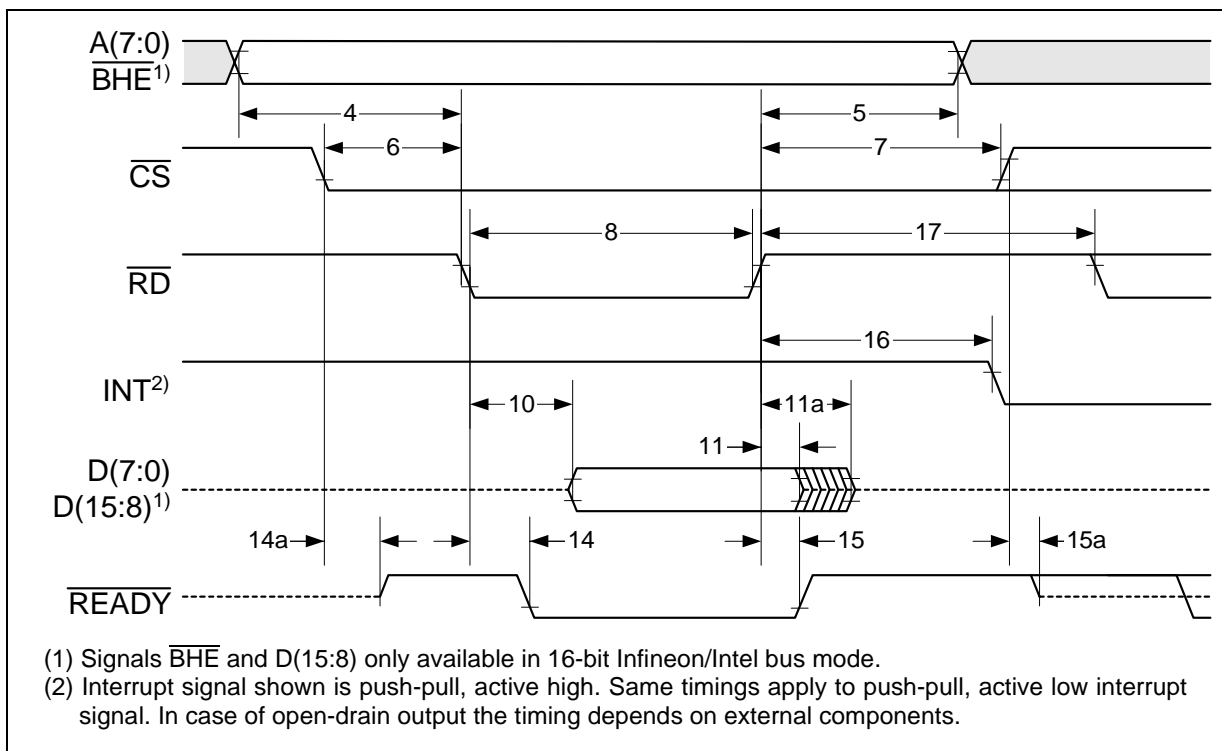 A(7:0)
BHE1)
4
5
6
7
CS
8
17
RD
16
INT2)
10
11a
11
D(7:0)
D(15:8)1)
14a
14
15
15a
READY
(1) Signals BHE and D(15:8) only available in 16-bit Infineon/Intel bus mode.
(2) Interrupt signal shown is push-pull, active high. Same timings apply to push-pull, active low interrupt
signal. In case of open-drain output the timing depends on external components.